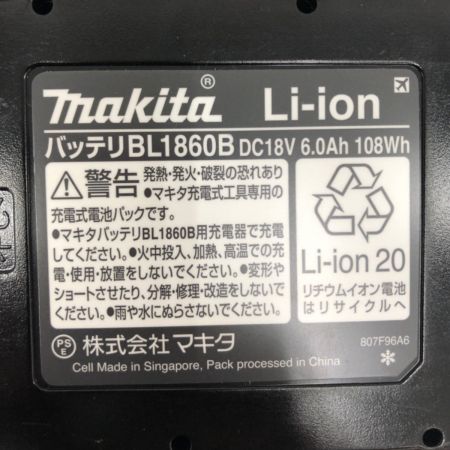 makita® Li-ion
バッテリBL1860B DC18V 6.0Ah 108Wh
警告 発熱・発火・破裂の恐れあり
●マキタ充電式工具専用の
充電式電池パックです。
●マキタバッテリBL1860B用充電器で充電
してください。●火中投入、加熱、高温での充
電・使用・放置をしないでください。●変形や
ショートさせたり、分解・修理・改造をしないで
ください。●雨や水にぬらさないでください。
Li-ion 20
リチウムイオン電池
はリサイクルへ
PSE 株式会社マキタ
807F96A6
Cell Made in Singapore, Pack processed in China